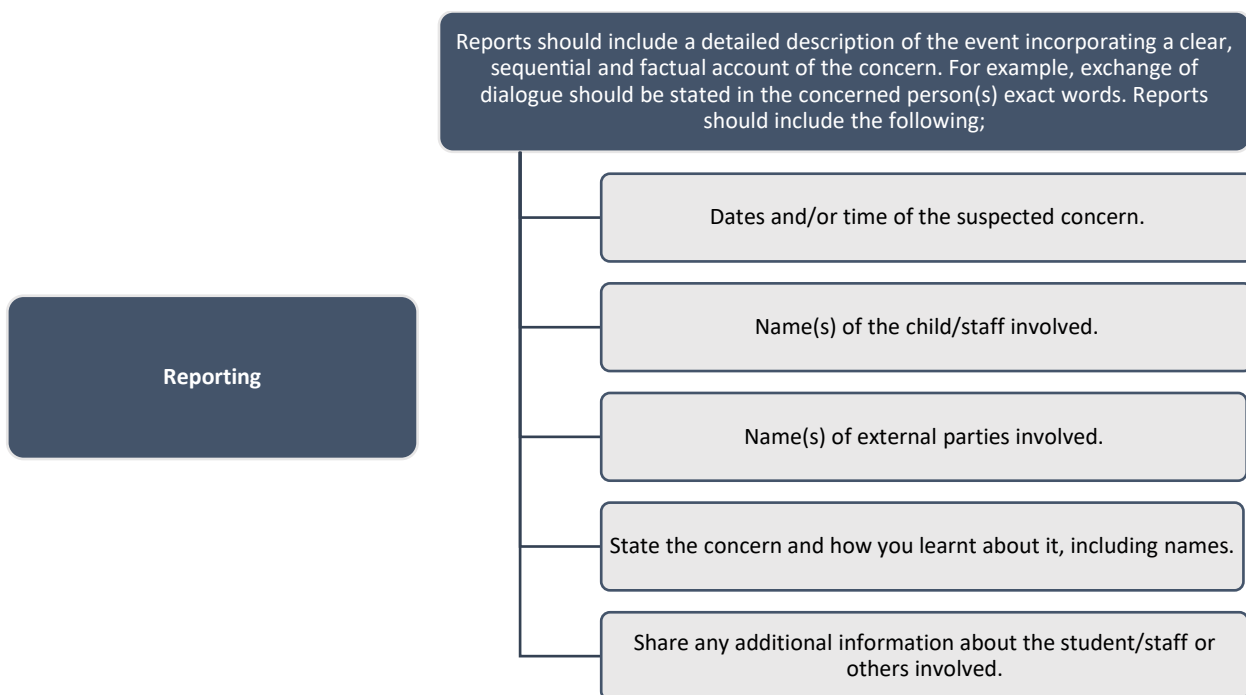 Reports should include a detailed description of the event incorporating a clear,
sequential and factual account of the concern. For example, exchange of
dialogue should be stated in the concerned person(s) exact words. Reports
should include the following;
Dates and/or time of the suspected concern.
Name(s) of the child/staff involved.
Reporting
Name(s) of external parties involved.
State the concern and how you learnt about it, including names.
Share any additional information about the student/staff or
others involved.